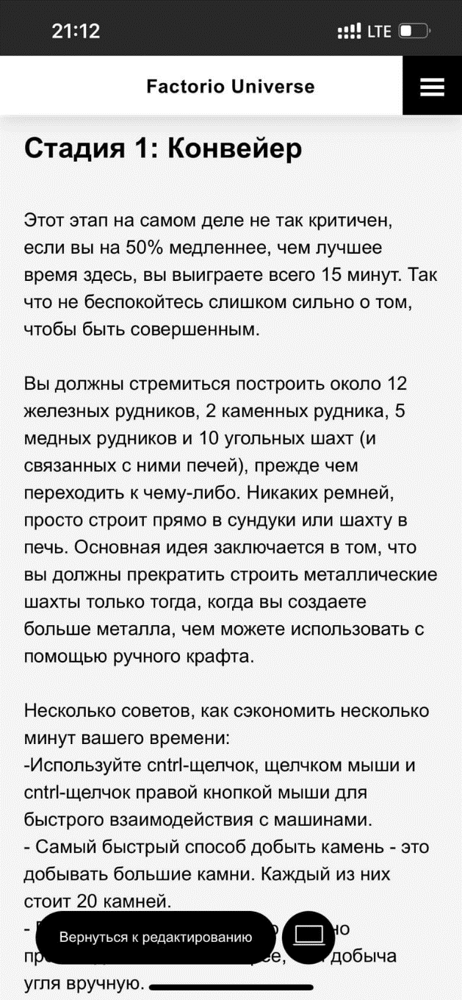 21:12
LTE
Factorio Universe
Стадия 1: Конвейер
Этот этап на самом деле не так критичен,
если вы на 50% медленнее, чем лучшее
время здесь, вы выиграете всего 15 минут. Так
что не беспокойтесь слишком сильно о том,
чтобы быть совершенным.
Вы должны стремиться построить около 12
железных рудников, 2 каменных рудника, 5
медных рудников и 10 угольных шахт (и
связанных с ними печей), прежде чем
переходить к чему-либо. Никаких ремней,
просто строит прямо в сундуки или шахту в
печь. Основная идея заключается в том, что
вы должны прекратить строить металлические
шахты только тогда, когда вы создаете
больше металла, чем можете использовать с
помощью ручного крафта.
Несколько советов, как сэкономить несколько
минут вашего времени:
-Используйте cntrl-щелчок, щелчком мыши и
cntrl-щелчок правой кнопкой мыши для
быстрого взаимодействия с машинами.
- Самый быстрый способ добыть камень - это
добывать большие камни. Каждый из них
стоит 20 камней.
-
Вернуться к редактированию
добыча
угля вручную.